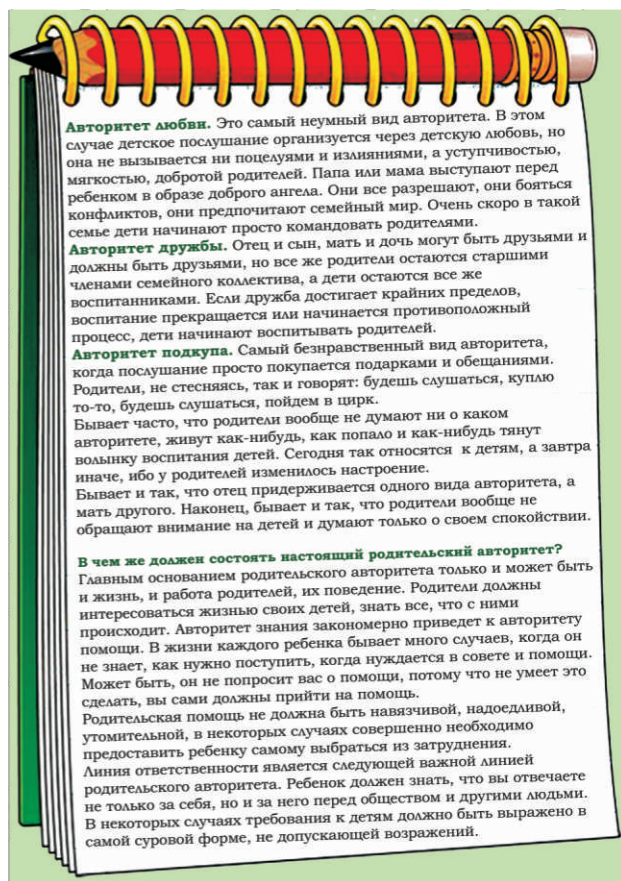 Авторитет любви. Это самый неумный вид авторитета. В этом
случае детское послушание организуется через детскую любовь, но
она не вызывается ни поцелуями и излияниями, а уступчивостью,
мягкостью, добротой родителей. Папа или мама выступают перед
ребенком в образе доброго ангела. Они все разрешают, они бояться
конфликтов, они предпочитают семейный мир. Очень скоро в такой
семье дети начинают просто командовать родителями.
Авторитет дружбы. Отец и сын, мать и дочь могут быть друзьями и
должны быть друзьями, но все же родители остаются старшими
членами семейного коллектива, а дети остаются все же
воспитанниками. Если дружба достигает крайних пределов,
воспитание прекращается или начинается противоположный
процесс, дети начинают воспитывать родителей.
Авторитет подкупа. Самый безнравственный вид авторитета,
когда послушание просто покупается подарками и обещаниями.
Родители, не стесняясь, так и говорят: будешь слушаться, куплю
то-то, будешь слушаться, пойдем в цирк.
Бывает часто, что родители вообще не думают ни о каком
авторитете, живут как-нибудь, как попало и как-нибудь тянут
волынку воспитания детей. Сегодня так относятся к детям, а завтра
иначе, ибо у родителей изменилось настроение.
Бывает и так, что отец придерживается одного вида авторитета, а
мать другого. Наконец, бывает и так, что родители вообще не
обращают внимание на детей и думают только о своем спокойствии.
В чем же должен состоять настоящий родительский авторитет?
Главным основанием родительского авторитета только и может быть
и жизнь, и работа родителей, их поведение. Родители должны
интересоваться жизнью своих детей, знать все, что с ними
происходит. Авторитет знания закономерно приведет к авторитету
помощи. В жизни каждого ребенка бывает много случаев, когда он
не знает, как нужно поступить, когда нуждается в совете и помощи.
Может быть, он не попросит вас о помощи, потому что не умеет это
сделать, вы сами должны прийти на помощь.
Родительская помощь не должна быть навязчивой, надоедливой,
утомительной, в некоторых случаях совершенно необходимо
предоставить ребенку самому выбраться из затруднения.
Линия ответственности является следующей важной линией
родительского авторитета. Ребенок должен знать, что вы отвечаете
не только за себя, но и за него перед обществом и другими людьми.
В некоторых случаях требования к детям должно быть выражено в
самой суровой форме, не допускающей возражений.